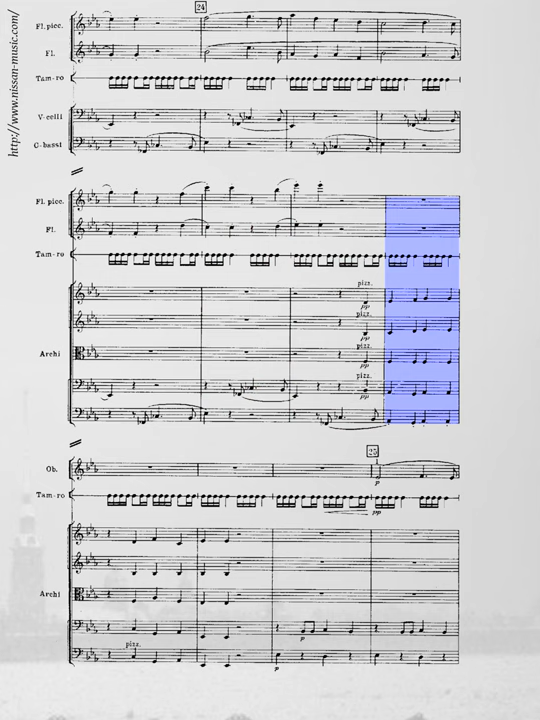 http://www.nissan-music.com/
24
Fl. picc.
Fl.
Tam-ro
V-celli
C-bassi
Fl. picc.
Fl.
Tam-ro
pizz.
pp
pp
Archi
pp
pizz.
pp
25
Ob.
p
Tam-ro
pp
Archi
p
pizz.
p